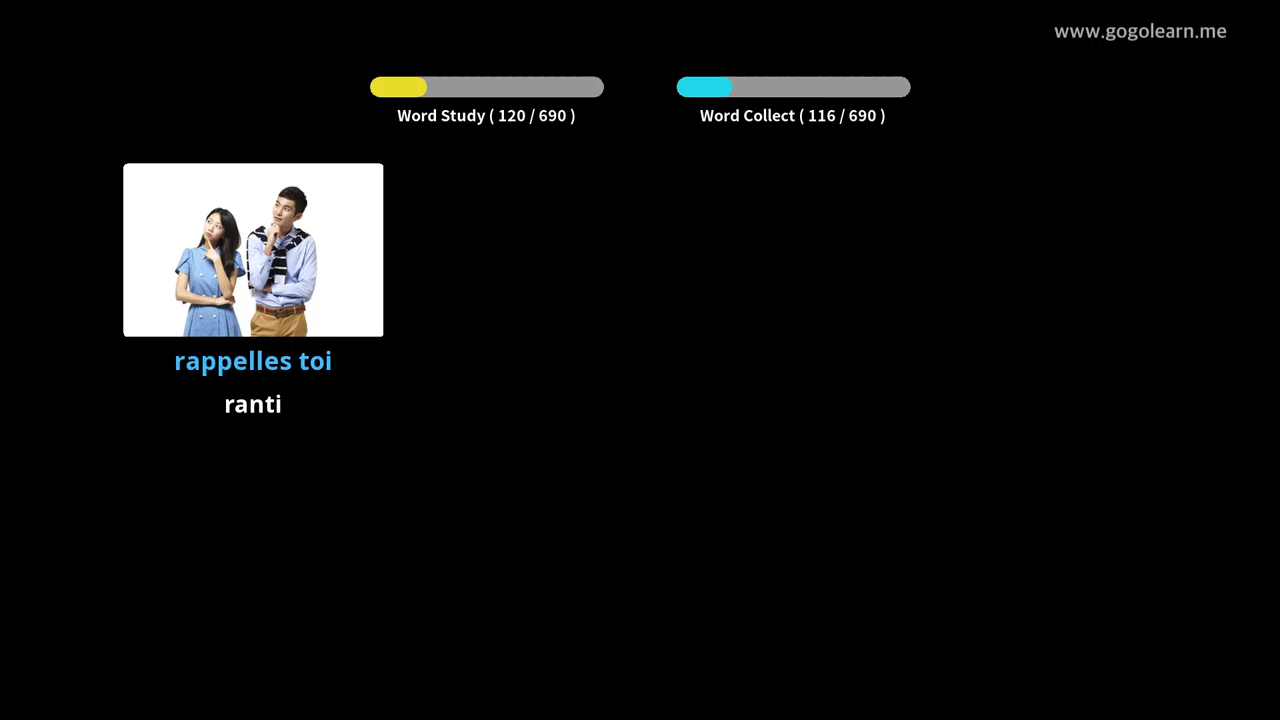 www.gogolearn.me
Word Study ( 120 / 690 )
Word Collect ( 116 / 690 )
rappelles toi
ranti